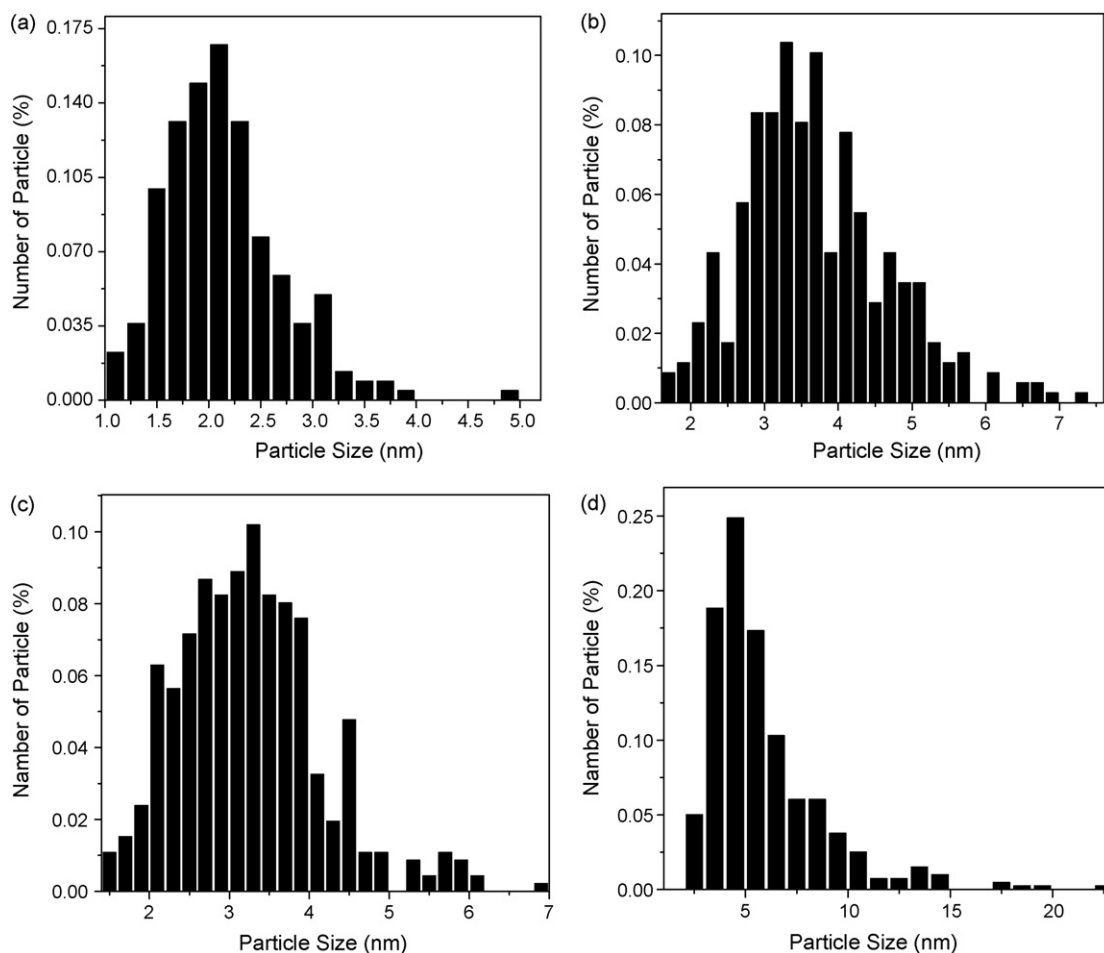 (a)
0.175
0.140
0.105
0.070
0.035
0.000
Number of Particle (%)
1.0 1.5 2.0 2.5 3.0 3.5 4.0 4.5 5.0
Particle Size (nm)
(b)
0.10
0.08
0.06
0.04
0.02
0.00
Number of Particle (%)
2 3 4 5 6 7
Particle Size (nm)
(c)
0.10
0.08
0.06
0.04
0.02
0.00
Namber of Particle (%)
2 3 4 5 6 7
Particle Size (nm)
(d)
0.25
0.20
0.15
0.10
0.05
0.00
Namber of Particle (%)
5 10 15 20
Particle Size (nm)